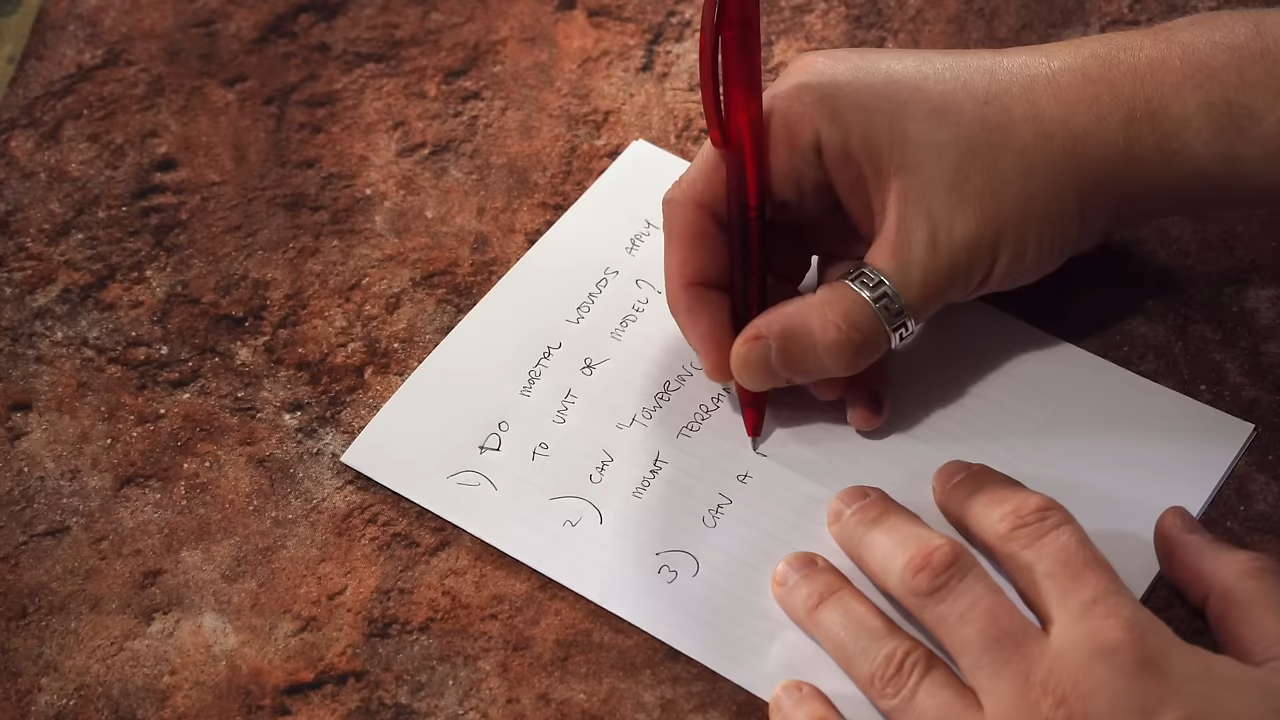 1) DO MORTAL WOUNDS APPLY
TO UNIT OR MODEL?
2) CAN "TOWERING
MOUNT TERRAIN
3) CAN A